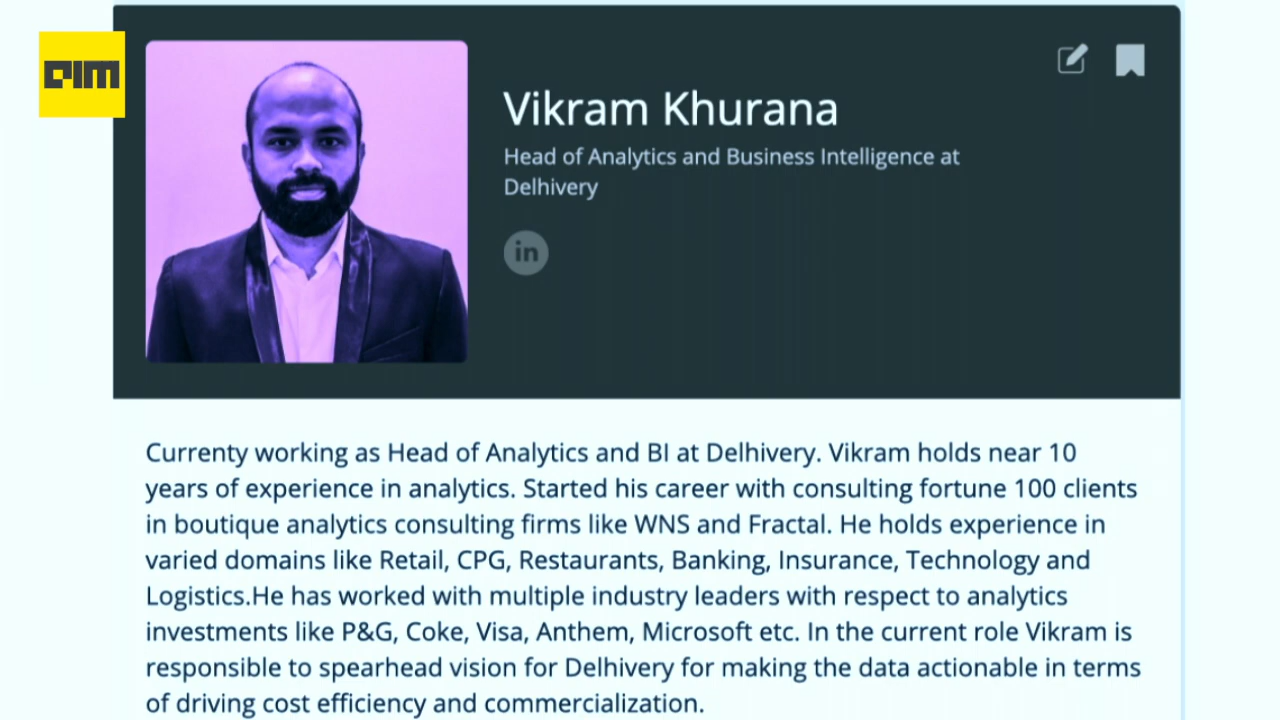 AIM
Vikram Khurana
Head of Analytics and Business Intelligence at
Delhivery
in
Currenty working as Head of Analytics and BI at Delhivery. Vikram holds near 10
years of experience in analytics. Started his career with consulting fortune 100 clients
in boutique analytics consulting firms like WNS and Fractal. He holds experience in
varied domains like Retail, CPG, Restaurants, Banking, Insurance, Technology and
Logistics.He has worked with multiple industry leaders with respect to analytics
investments like P&G, Coke, Visa, Anthem, Microsoft etc. In the current role Vikram is
responsible to spearhead vision for Delhivery for making the data actionable in terms
of driving cost efficiency and commercialization.